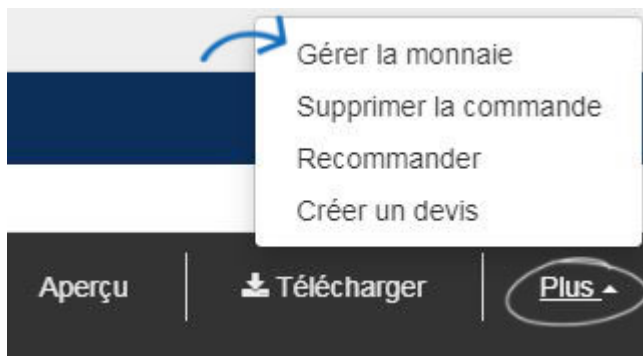 Gérer la monnaie
Supprimer la commande
Recommander
Créer un devis
Aperçu
Télécharger
Plus